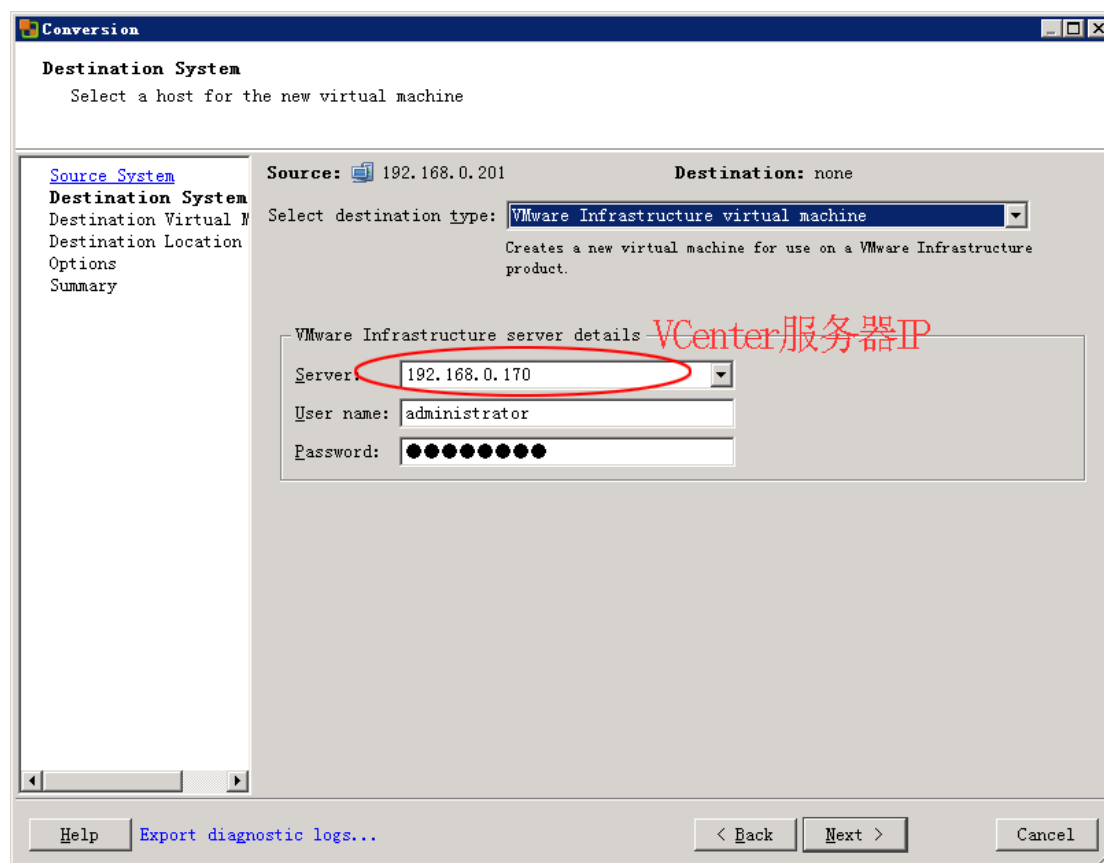 Conversion
Destination System
Select a host for the new virtual machine
Source System
Destination System
Destination Virtual M
Destination Location
Options
Summary
Source: 192.168.0.201
Destination: none
Select destination type: VMware Infrastructure virtual machine
Creates a new virtual machine for use on a VMware Infrastructure
product.
VMware Infrastructure server details
VCenter服务器IP
Server: 192.168.0.170
User name: administrator
Password: ●●●●●●●●
Help
Export diagnostic logs...
< Back
Next >
Cancel